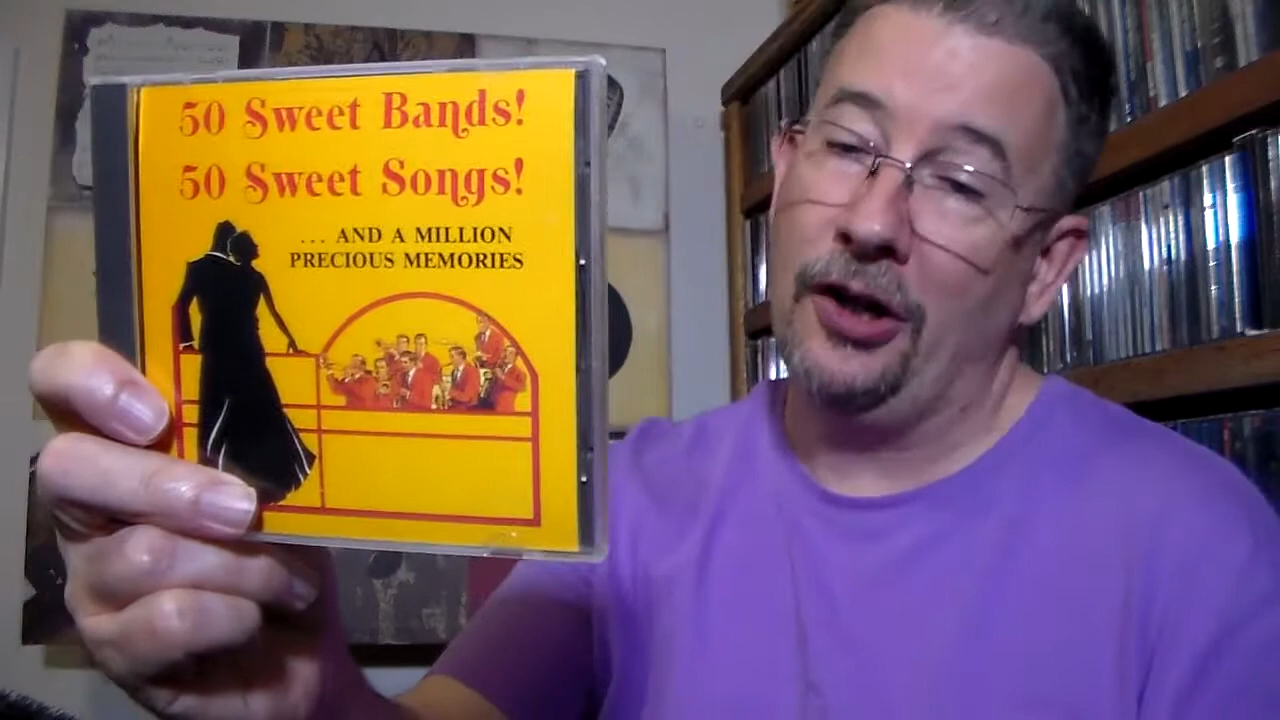 50 Sweet Bands!
50 Sweet Songs!
... AND A MILLION
PRECIOUS MEMORIES